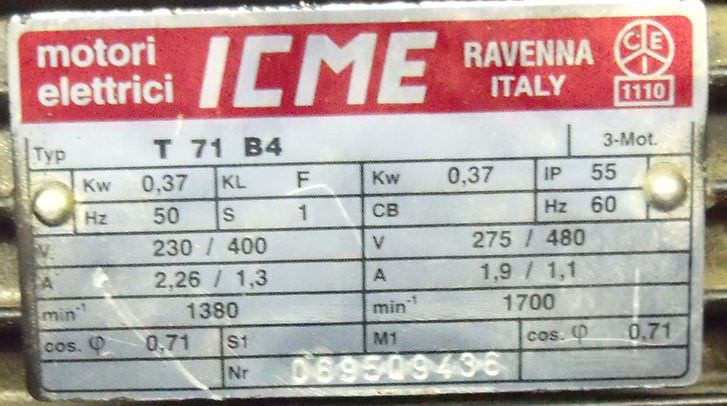 motori elettrici ICME RAVENNA ITALY CEI 1110
Typ T 71 B4 3-Mot.
Kw 0,37 KL F Kw 0,37 IP 55
Hz 50 S 1 CB Hz 60
V. 230 / 400 V 275 / 480
A 2,26 / 1,3 A 1,9 / 1,1
min-1 1380 min-1 1700
cos. φ 0,71 S1 M1 cos. φ 0,71
Nr 0695Q9436